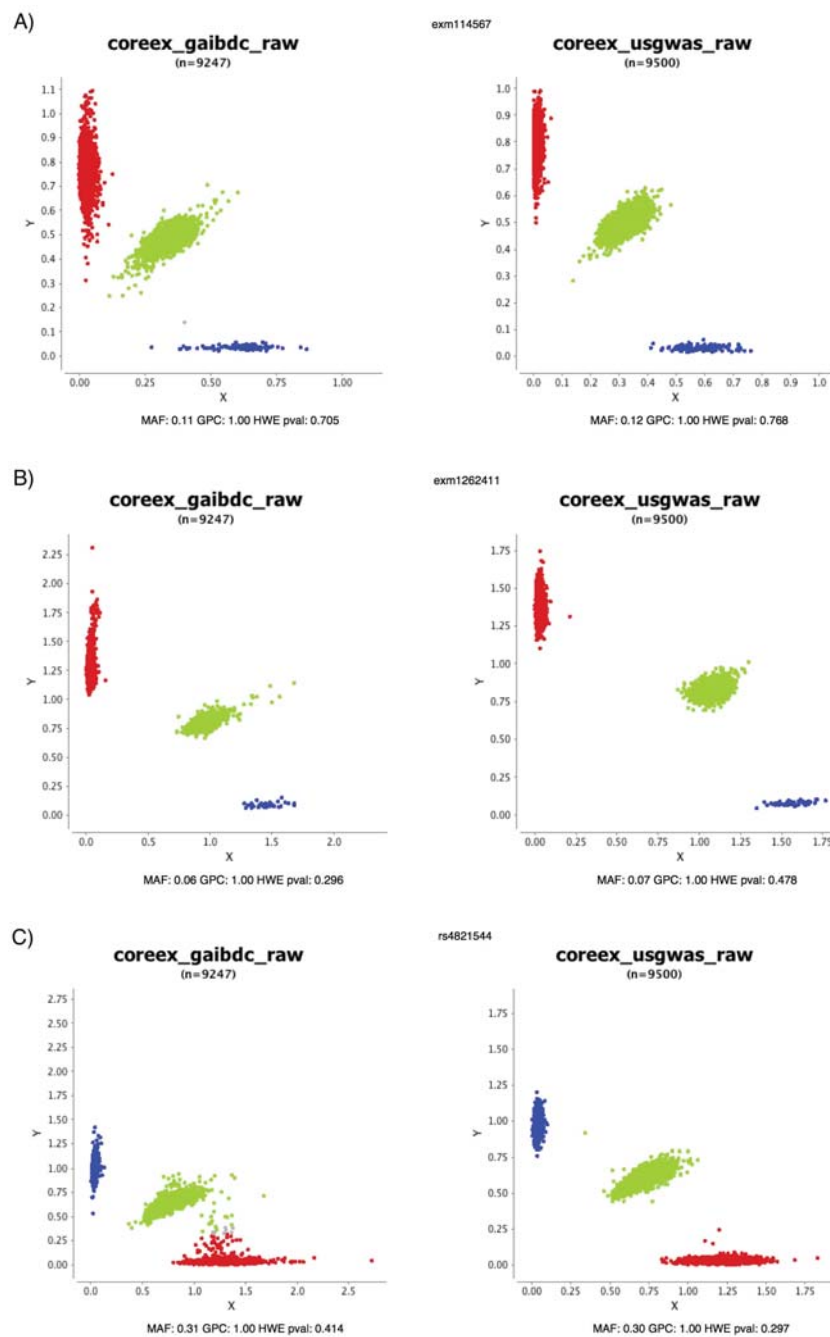 A)
exm114567
coreex_gaibdc_raw
(n=9247)
1.1
1.0
0.9
0.8
0.7
0.6
0.5
0.4
0.3
0.2
0.1
0.0
Y
0.00 0.25 0.50 0.75 1.00
X
MAF: 0.11 GPC: 1.00 HWE pval: 0.705
coreex_usgwas_raw
(n=9500)
1.0
0.9
0.8
0.7
0.6
0.5
0.4
0.3
0.2
0.1
0.0
Y
0.0 0.1 0.2 0.3 0.4 0.5 0.6 0.7 0.8 0.9 1.0
X
MAF: 0.12 GPC: 1.00 HWE pval: 0.768
B)
exm1262411
coreex_gaibdc_raw
(n=9247)
2.25
2.00
1.75
1.50
1.25
1.00
0.75
0.50
0.25
0.00
Y
0.0 0.5 1.0 1.5 2.0
X
MAF: 0.06 GPC: 1.00 HWE pval: 0.296
coreex_usgwas_raw
(n=9500)
1.75
1.50
1.25
1.00
0.75
0.50
0.25
0.00
Y
0.00 0.25 0.50 0.75 1.00 1.25 1.50 1.75
X
MAF: 0.07 GPC: 1.00 HWE pval: 0.478
C)
rs4821544
coreex_gaibdc_raw
(n=9247)
2.75
2.50
2.25
2.00
1.75
1.50
1.25
1.00
0.75
0.50
0.25
0.00
Y
0.0 0.5 1.0 1.5 2.0 2.5
X
MAF: 0.31 GPC: 1.00 HWE pval: 0.414
coreex_usgwas_raw
(n=9500)
1.75
1.50
1.25
1.00
0.75
0.50
0.25
0.00
Y
0.00 0.25 0.50 0.75 1.00 1.25 1.50 1.75
X
MAF: 0.30 GPC: 1.00 HWE pval: 0.297